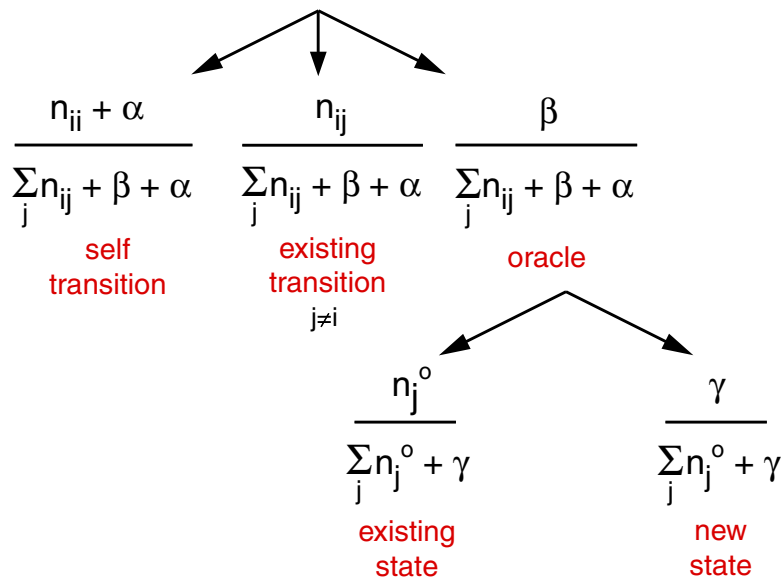 n_ii + α
n_ij
β
Σ_j n_ij + β + α
Σ_j n_ij + β + α
Σ_j n_ij + β + α
self
transition
existing
transition
j≠i
oracle
n_j^o
γ
Σ_j n_j^o + γ
Σ_j n_j^o + γ
existing
state
new
state